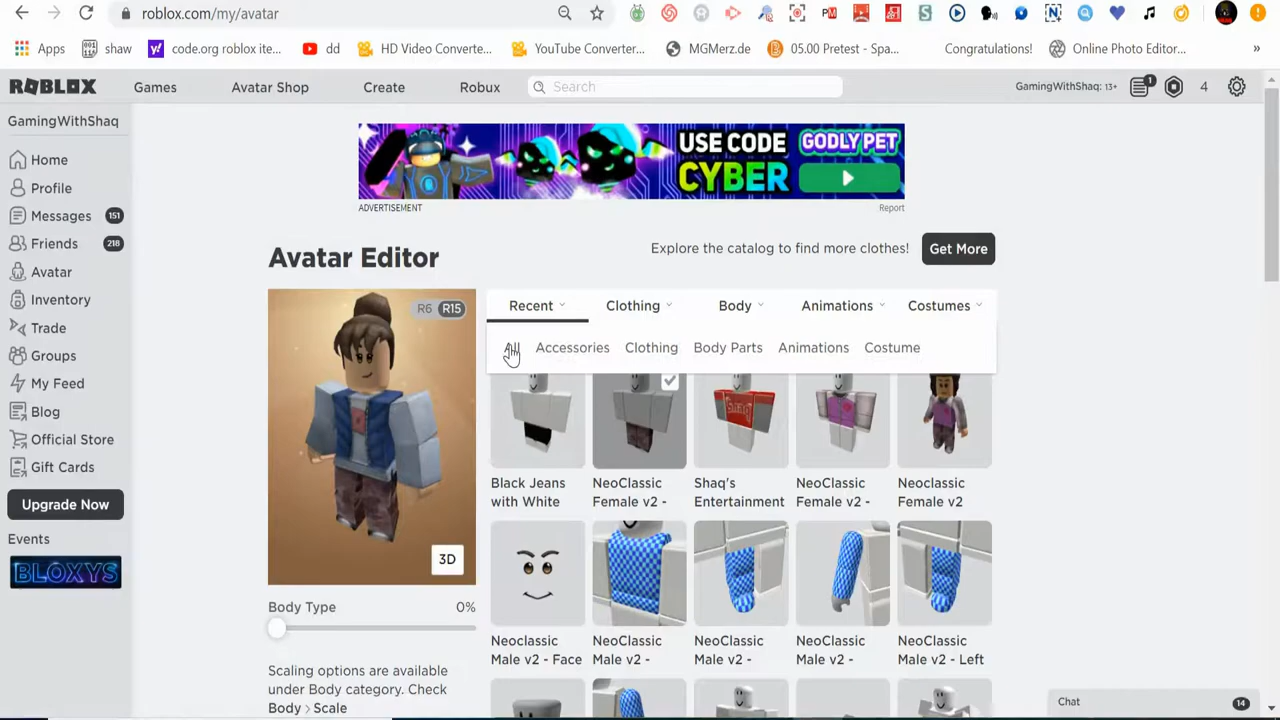 roblox.com/my/avatar
Apps
shaw
code.org roblox ite...
dd
HD Video Converte...
YouTube Converter...
MGMerz.de
05.00 Pretest - Spa...
Congratulations!
Online Photo Editor...
»
ROBLOX
Games
Avatar Shop
Create
Robux
Search
GamingWithShaq: 13+
1
4
GamingWithShaq
Home
Profile
Messages 151
Friends 218
Avatar
Inventory
Trade
Groups
My Feed
Blog
Official Store
Gift Cards
Upgrade Now
Events
BLOXYS
USE CODE
CYBER
GODLY PET
ADVERTISEMENT
Report
Avatar Editor
Explore the catalog to find more clothes!
Get More
R6 R15
3D
Body Type 0%
Scaling options are available
under Body category. Check
Body > Scale
Recent
Clothing
Body
Animations
Costumes
All
Accessories
Clothing
Body Parts
Animations
Costume
Black Jeans
with White
NeoClassic
Female v2 -
Shaq's
Entertainment
NeoClassic
Female v2 -
Neoclassic
Female v2
Neoclassic
Male v2 - Face
NeoClassic
Male v2 -
NeoClassic
Male v2 -
NeoClassic
Male v2 -
NeoClassic
Male v2 - Left
Chat
14